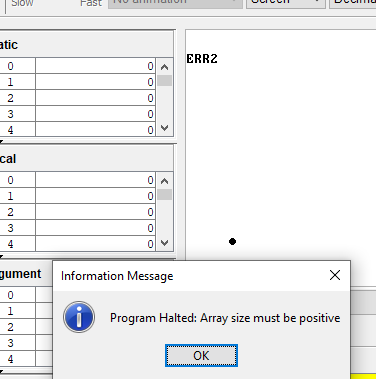 Slow Fast No animation Screen Decima
atic
0 0
1 0
2 0
3 0
4 0
ERR2
cal
0 0
1 0
2 0
3 0
4 0
gument
0
1
2
3
4
Information Message
Program Halted: Array size must be positive
OK